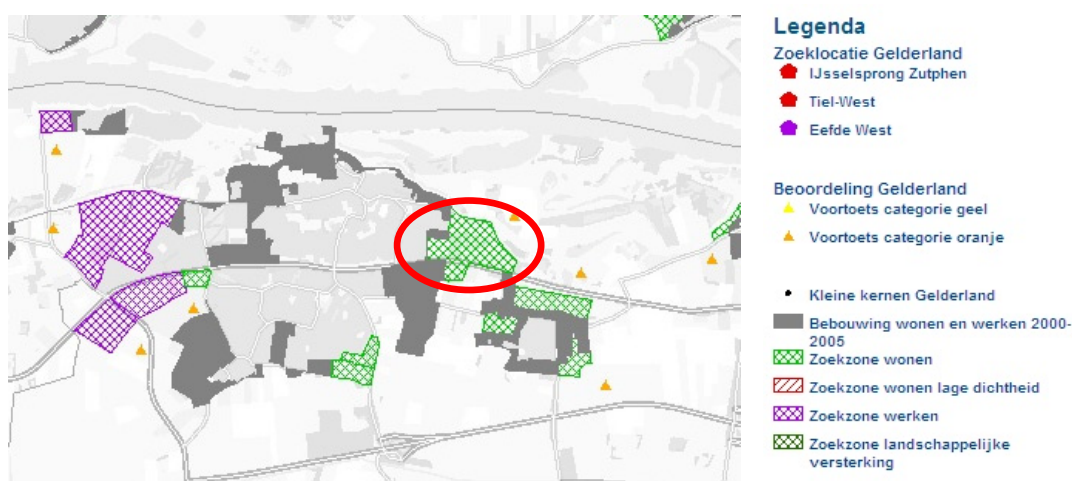 Legenda
Zoeklocatie Gelderland
IJsselsprong Zutphen
Tiel-West
Eefde West
Beoordeling Gelderland
Voortoets categorie geel
Voortoets categorie oranje
Kleine kernen Gelderland
Bebouwing wonen en werken 2000-
2005
Zoekzone wonen
Zoekzone wonen lage dichtheid
Zoekzone werken
Zoekzone landschappelijke
versterking